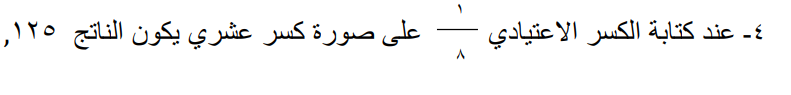 ٤- عند كتابة الكسر الاعتيادي ١/٨ على صورة كسر عشري يكون الناتج ١٢٥,